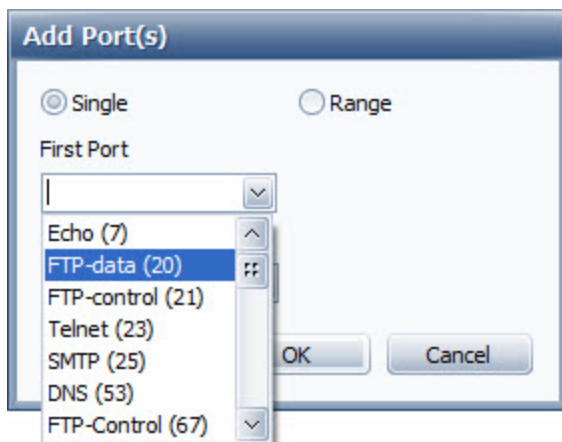 Add Port(s)
Single
Range
First Port
Echo (7)
FTP-data (20)
FTP-control (21)
Telnet (23)
SMTP (25)
DNS (53)
FTP-Control (67)
OK
Cancel